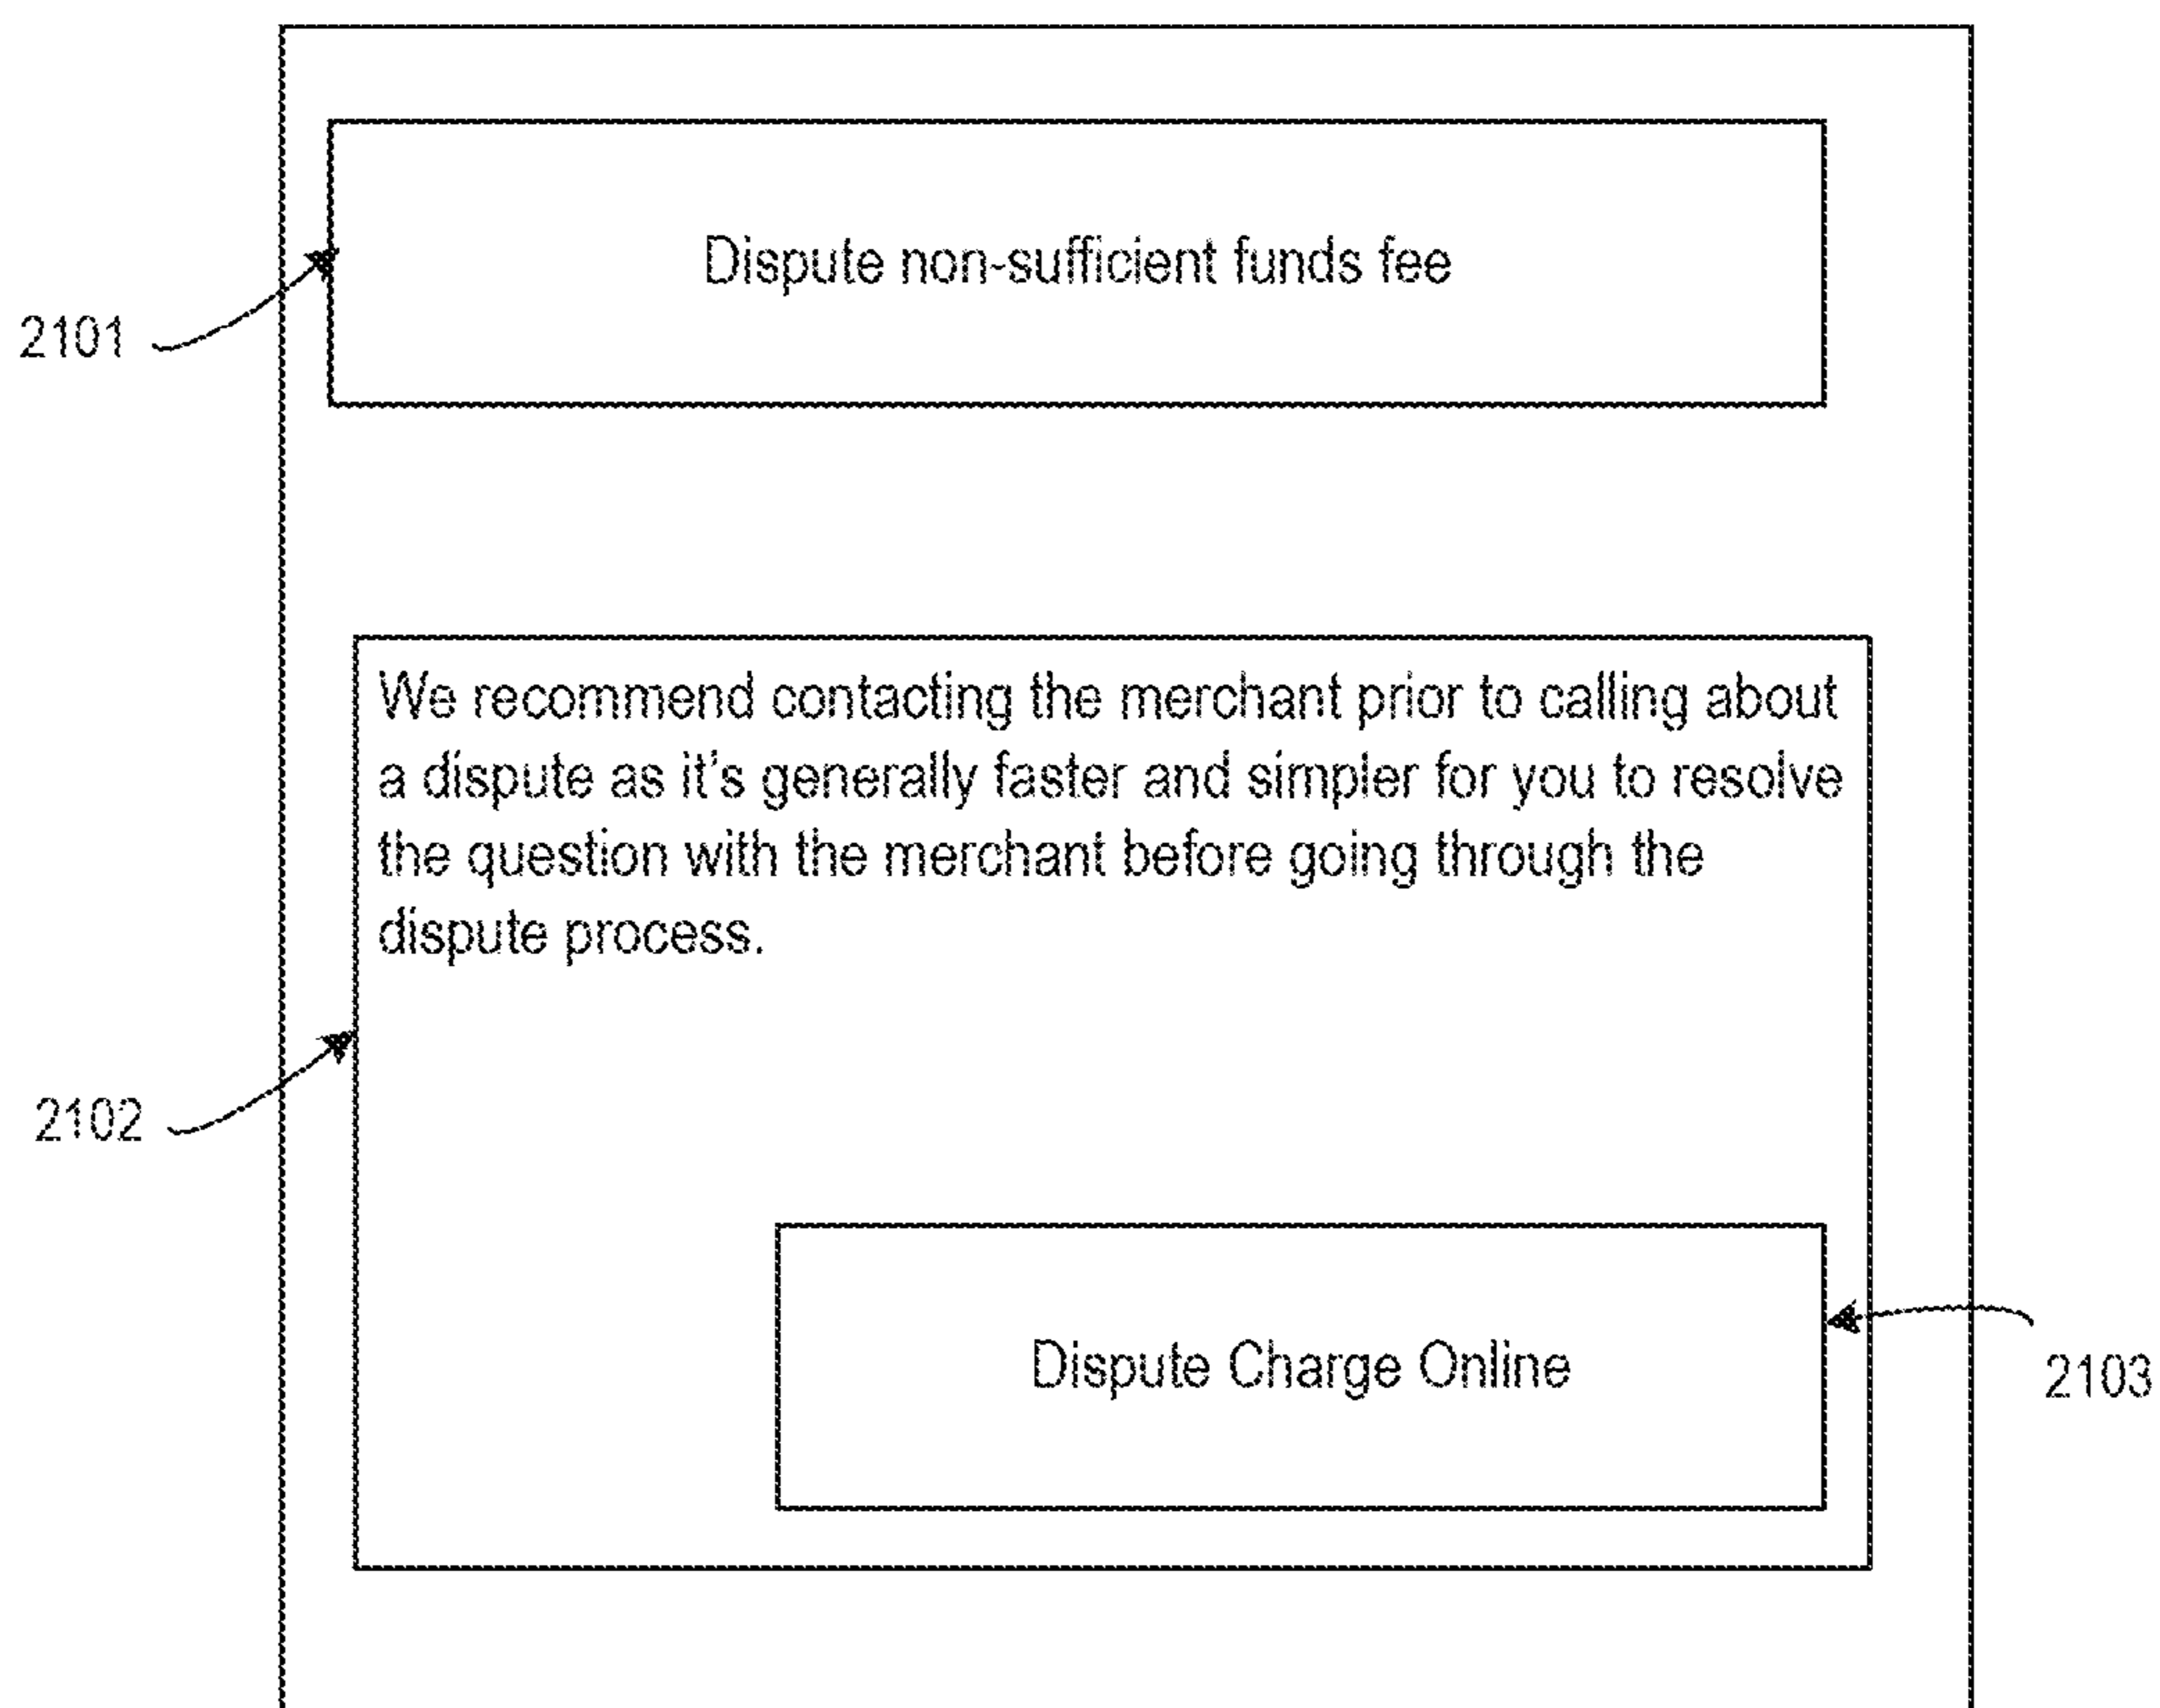 Dispute non-sufficient funds fee
2101
We recommend contacting the merchant prior to calling about
a dispute as it's generally faster and simpler for you to resolve
the question with the merchant before going through the
dispute process.
2102
Dispute Charge Online
2103